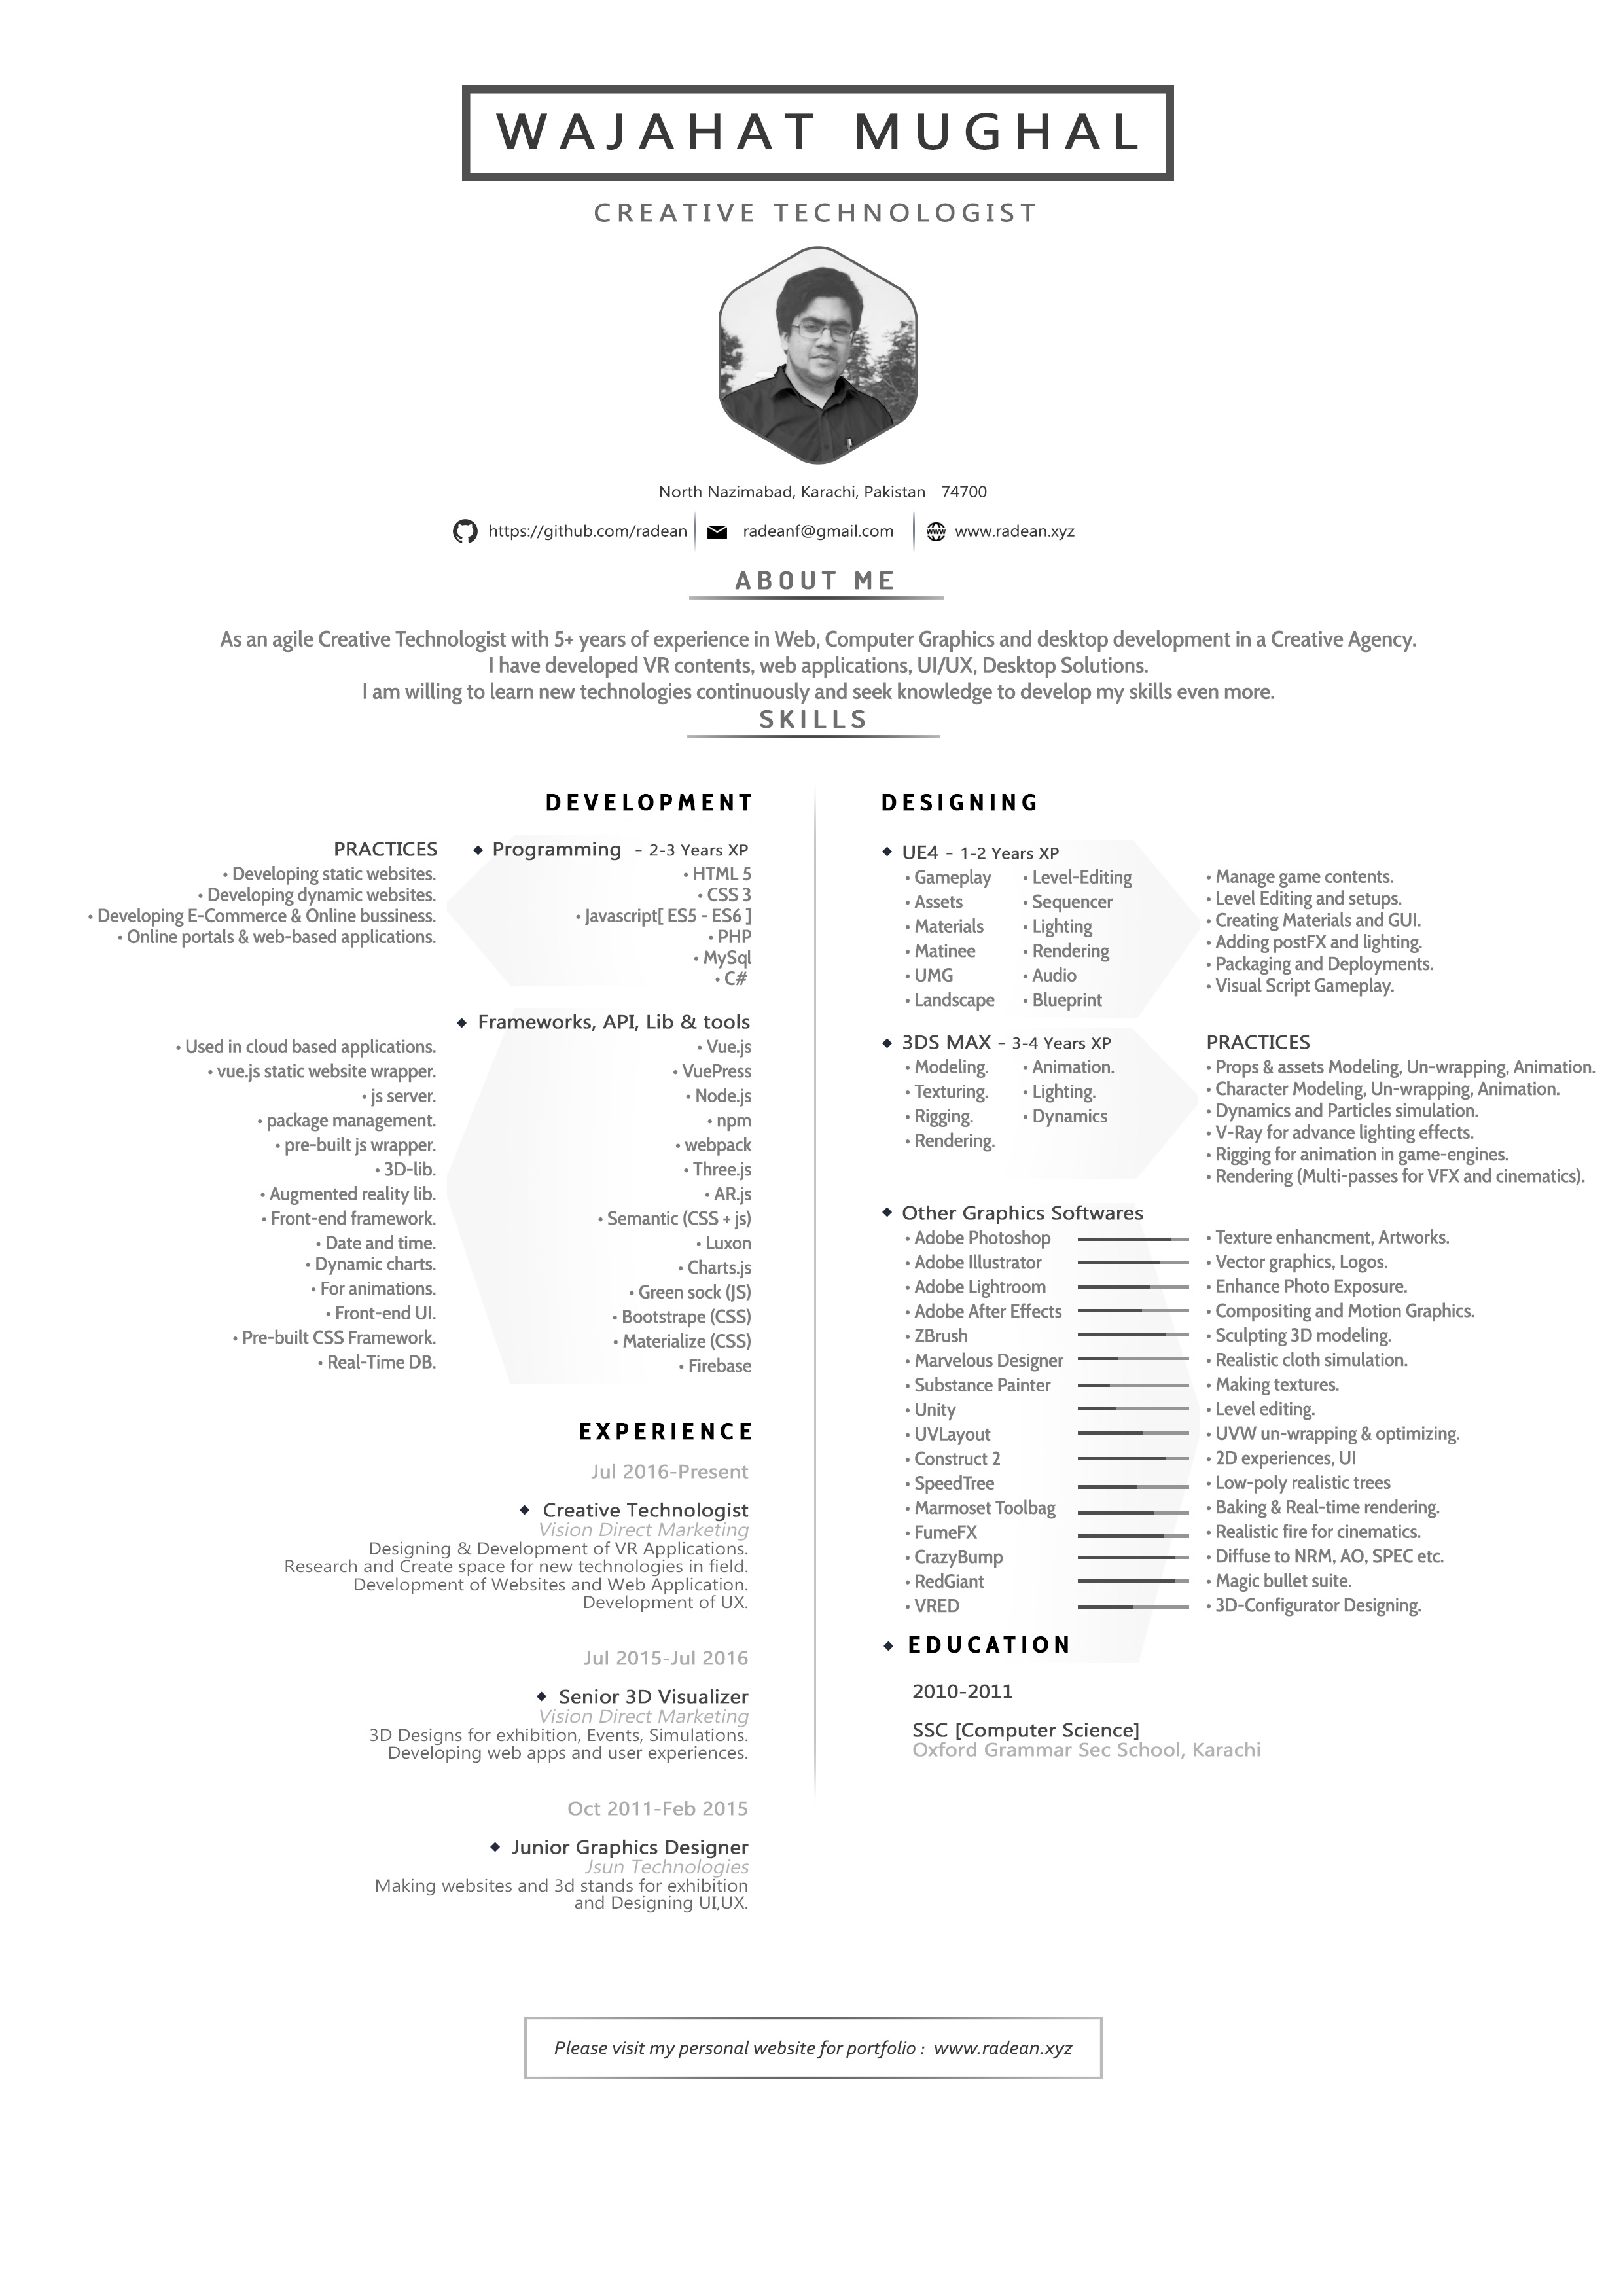 WAJAHAT MUGHAL
CREATIVE TECHNOLOGIST
North Nazimabad, Karachi, Pakistan 74700
https://github.com/radean
radeanf@gmail.com
www.radean.xyz
ABOUT ME
As an agile Creative Technologist with 5+ years of experience in Web, Computer Graphics and desktop development in a Creative Agency.
I have developed VR contents, web applications, UI/UX, Desktop Solutions.
I am willing to learn new technologies continuously and seek knowledge to develop my skills even more.
SKILLS
DEVELOPMENT
PRACTICES
• Developing static websites.
• Developing dynamic websites.
• Developing E-Commerce & Online bussiness.
• Online portals & web-based applications.
◆ Programming - 2-3 Years XP
• HTML 5
• CSS 3
• Javascript[ ES5 - ES6 ]
• PHP
• MySql
• C#
◆ Frameworks, API, Lib & tools
• Used in cloud based applications.
• vue.js static website wrapper.
• js server.
• package management.
• pre-built js wrapper.
• 3D-lib.
• Augmented reality lib.
• Front-end framework.
• Date and time.
• Dynamic charts.
• For animations.
• Front-end UI.
• Pre-built CSS Framework.
• Real-Time DB.
• Vue.js
• VuePress
• Node.js
• npm
• webpack
• Three.js
• AR.js
• Semantic (CSS + js)
• Luxon
• Charts.js
• Green sock (JS)
• Bootstrape (CSS)
• Materialize (CSS)
• Firebase
EXPERIENCE
Jul 2016-Present
◆ Creative Technologist
Vision Direct Marketing
Designing & Development of VR Applications.
Research and Create space for new technologies in field.
Development of Websites and Web Application.
Development of UX.
Jul 2015-Jul 2016
◆ Senior 3D Visualizer
Vision Direct Marketing
3D Designs for exhibition, Events, Simulations.
Developing web apps and user experiences.
Oct 2011-Feb 2015
◆ Junior Graphics Designer
Jsun Technologies
Making websites and 3d stands for exhibition
and Designing UI,UX.
DESIGNING
◆ UE4 - 1-2 Years XP
• Gameplay
• Assets
• Materials
• Matinee
• UMG
• Landscape
• Level-Editing
• Sequencer
• Lighting
• Rendering
• Audio
• Blueprint
• Manage game contents.
• Level Editing and setups.
• Creating Materials and GUI.
• Adding postFX and lighting.
• Packaging and Deployments.
• Visual Script Gameplay.
◆ 3DS MAX - 3-4 Years XP
• Modeling.
• Texturing.
• Rigging.
• Rendering.
• Animation.
• Lighting.
• Dynamics
PRACTICES
• Props & assets Modeling, Un-wrapping, Animation.
• Character Modeling, Un-wrapping, Animation.
• Dynamics and Particles simulation.
• V-Ray for advance lighting effects.
• Rigging for animation in game-engines.
• Rendering (Multi-passes for VFX and cinematics).
◆ Other Graphics Softwares
• Adobe Photoshop
• Adobe Illustrator
• Adobe Lightroom
• Adobe After Effects
• ZBrush
• Marvelous Designer
• Substance Painter
• Unity
• UVLayout
• Construct 2
• SpeedTree
• Marmoset Toolbag
• FumeFX
• CrazyBump
• RedGiant
• VRED
• Texture enhancment, Artworks.
• Vector graphics, Logos.
• Enhance Photo Exposure.
• Compositing and Motion Graphics.
• Sculpting 3D modeling.
• Realistic cloth simulation.
• Making textures.
• Level editing.
• UVW un-wrapping & optimizing.
• 2D experiences, UI
• Low-poly realistic trees
• Baking & Real-time rendering.
• Realistic fire for cinematics.
• Diffuse to NRM, AO, SPEC etc.
• Magic bullet suite.
• 3D-Configurator Designing.
◆ EDUCATION
2010-2011
SSC [Computer Science]
Oxford Grammar Sec School, Karachi
Please visit my personal website for portfolio : www.radean.xyz